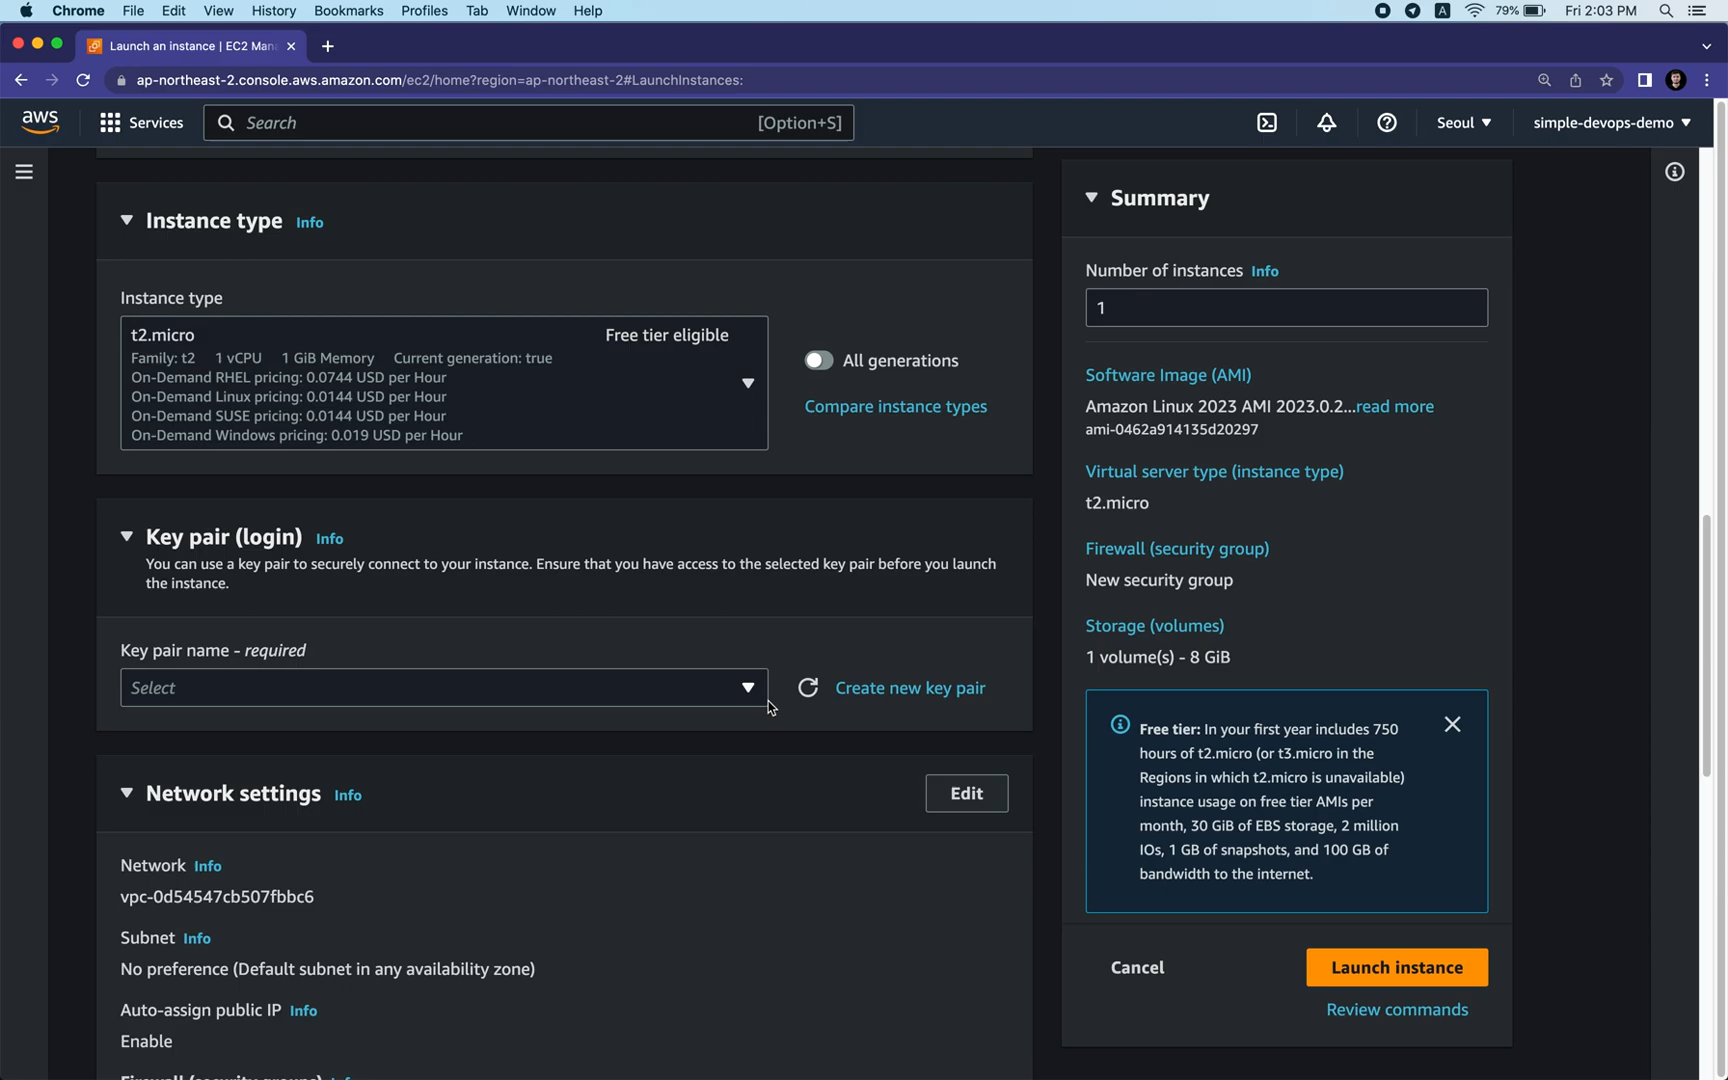 Chrome File Edit View History Bookmarks Profiles Tab Window Help
A 79% Fri 2:03 PM
Launch an instance | EC2 Man
ap-northeast-2.console.aws.amazon.com/ec2/home?region=ap-northeast-2#LaunchInstances:
aws Services Search [Option+S] Seoul simple-devops-demo
Instance type Info
Instance type
t2.micro Free tier eligible
Family: t2 1 vCPU 1 GiB Memory Current generation: true
On-Demand RHEL pricing: 0.0744 USD per Hour
On-Demand Linux pricing: 0.0144 USD per Hour
On-Demand SUSE pricing: 0.0144 USD per Hour
On-Demand Windows pricing: 0.019 USD per Hour
All generations
Compare instance types
Key pair (login) Info
You can use a key pair to securely connect to your instance. Ensure that you have access to the selected key pair before you launch
the instance.
Key pair name - required
Select
Create new key pair
Network settings Info
Edit
Network Info
vpc-0d54547cb507fbbc6
Subnet Info
No preference (Default subnet in any availability zone)
Auto-assign public IP Info
Enable
Firewall (security groups) Info
Summary
Number of instances Info
1
Software Image (AMI)
Amazon Linux 2023 AMI 2023.0.2...read more
ami-0462a914135d20297
Virtual server type (instance type)
t2.micro
Firewall (security group)
New security group
Storage (volumes)
1 volume(s) - 8 GiB
Free tier: In your first year includes 750
hours of t2.micro (or t3.micro in the
Regions in which t2.micro is unavailable)
instance usage on free tier AMIs per
month, 30 GiB of EBS storage, 2 million
IOs, 1 GB of snapshots, and 100 GB of
bandwidth to the internet.
Cancel
Launch instance
Review commands